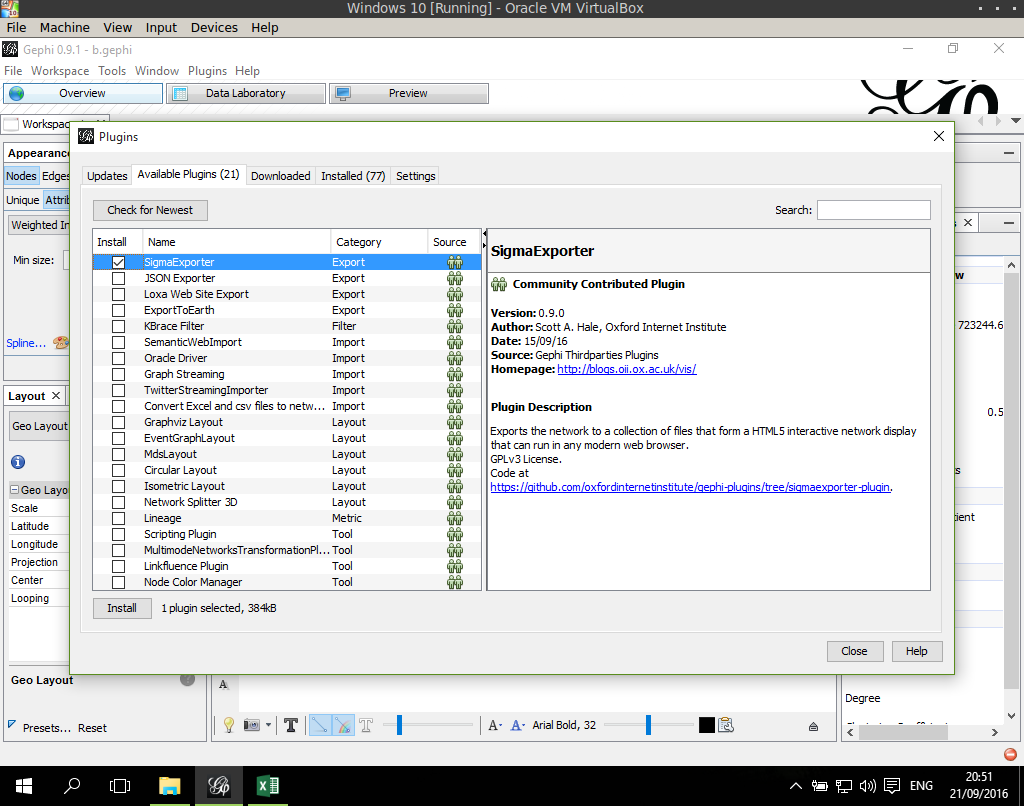 Windows 10 [Running] - Oracle VM VirtualBox
File Machine View Input Devices Help
Gephi 0.9.1 - b.gephi
File Workspace Tools Window Plugins Help
Overview Data Laboratory Preview
Plugins
Appearance
Nodes Edges
Unique
Min size:
Spline...
Layout
Geo Layout
Scale
Latitude
Longitude
Projection
Center
Looping
Geo Layout
Presets... Reset
Updates Available Plugins (21) Downloaded Installed (77) Settings
Check for Newest Search:
Install Name Category Source
SigmaExporter Export
JSON Exporter Export
Loxa Web Site Export Export
ExportToEarth Export
KBrace Filter Filter
SemanticWebImport Import
Oracle Driver Import
Graph Streaming Import
TwitterStreamingImporter Import
Convert Excel and csv files to netw... Import
Graphviz Layout Layout
EventGraphLayout Layout
MdsLayout Layout
Circular Layout Layout
Isometric Layout Layout
Network Splitter 3D Layout
Lineage Metric
Scripting Plugin Tool
MultimodeNetworksTransformationPl... Tool
Linkfluence Plugin Tool
Node Color Manager Tool
Install 1 plugin selected, 384kB
SigmaExporter
Community Contributed Plugin
Version: 0.9.0
Author: Scott A. Hale, Oxford Internet Institute
Date: 15/09/16
Source: Gephi Thirdparties Plugins
Homepage: http://blogs.oii.ox.ac.uk/vis/
Plugin Description
Exports the network to a collection of files that form a HTML5 interactive network display
that can run in any modern web browser.
GPLv3 License.
Code at
https://github.com/oxfordinternetinstitute/gephi-plugins/tree/sigmaexporter-plugin.
Close Help
723244.6
0.5
Degree
Arial Bold, 32
ENG
20:51
21/09/2016